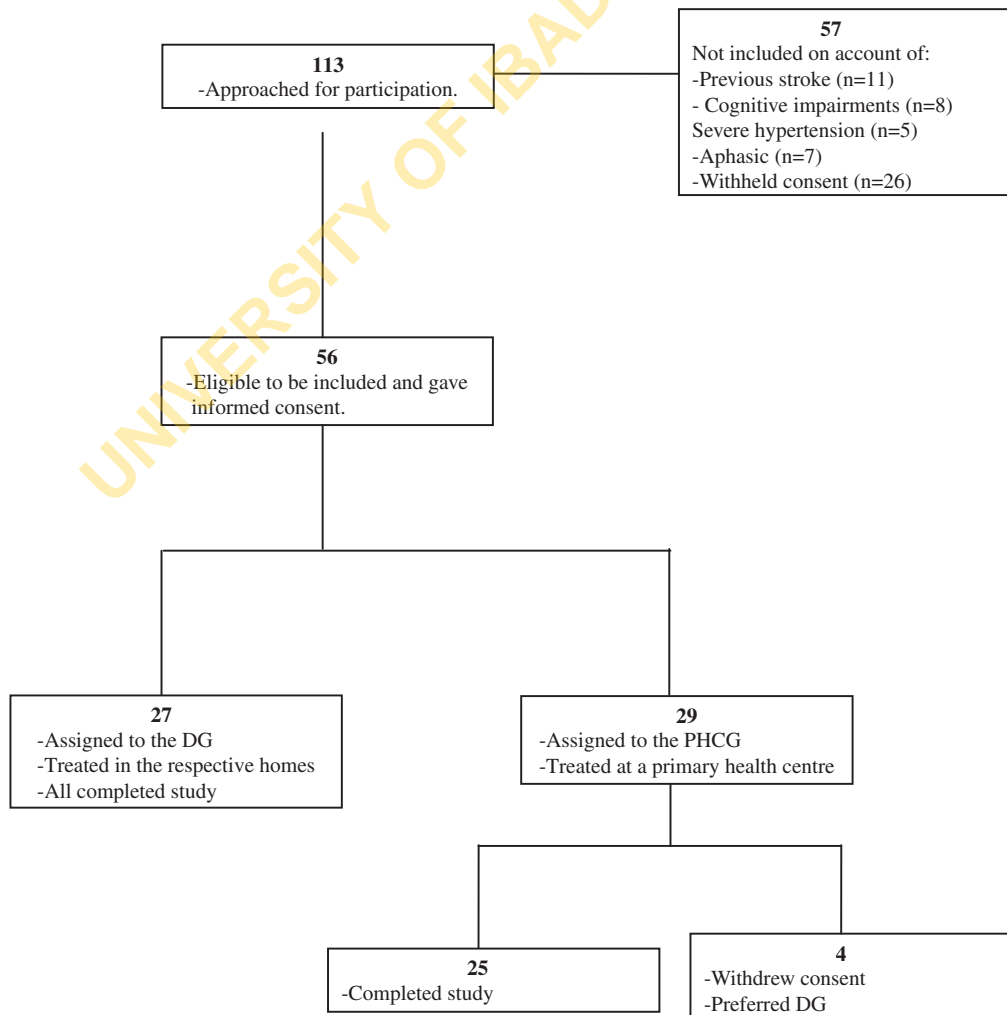 113
-Approached for participation.
57
Not included on account of:
-Previous stroke (n=11)
- Cognitive impairments (n=8)
Severe hypertension (n=5)
-Aphasic (n=7)
-Withheld consent (n=26)
UNIVERSITY OF IBAD
56
-Eligible to be included and gave
informed consent.
27
-Assigned to the DG
-Treated in the respective homes
-All completed study
29
-Assigned to the PHCG
-Treated at a primary health centre
25
-Completed study
4
-Withdrew consent
-Preferred DG